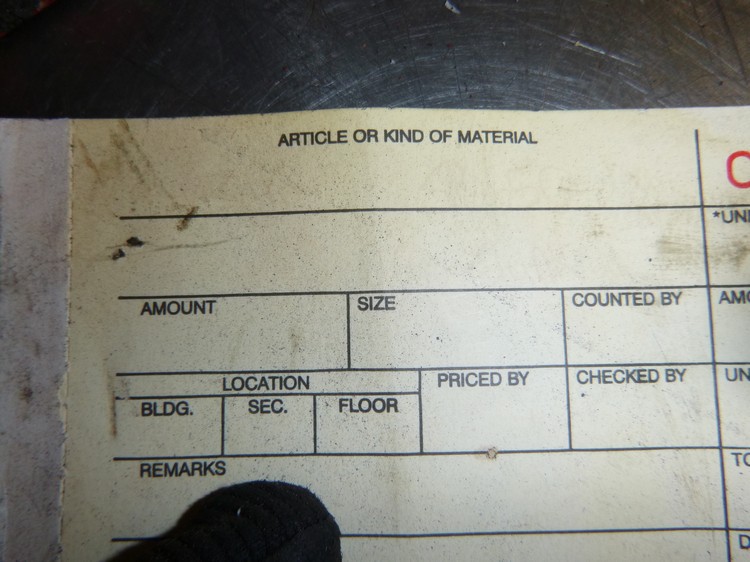 ARTICLE OR KIND OF MATERIAL
AMOUNT SIZE COUNTED BY
LOCATION PRICED BY CHECKED BY
BLDG. SEC. FLOOR
REMARKS